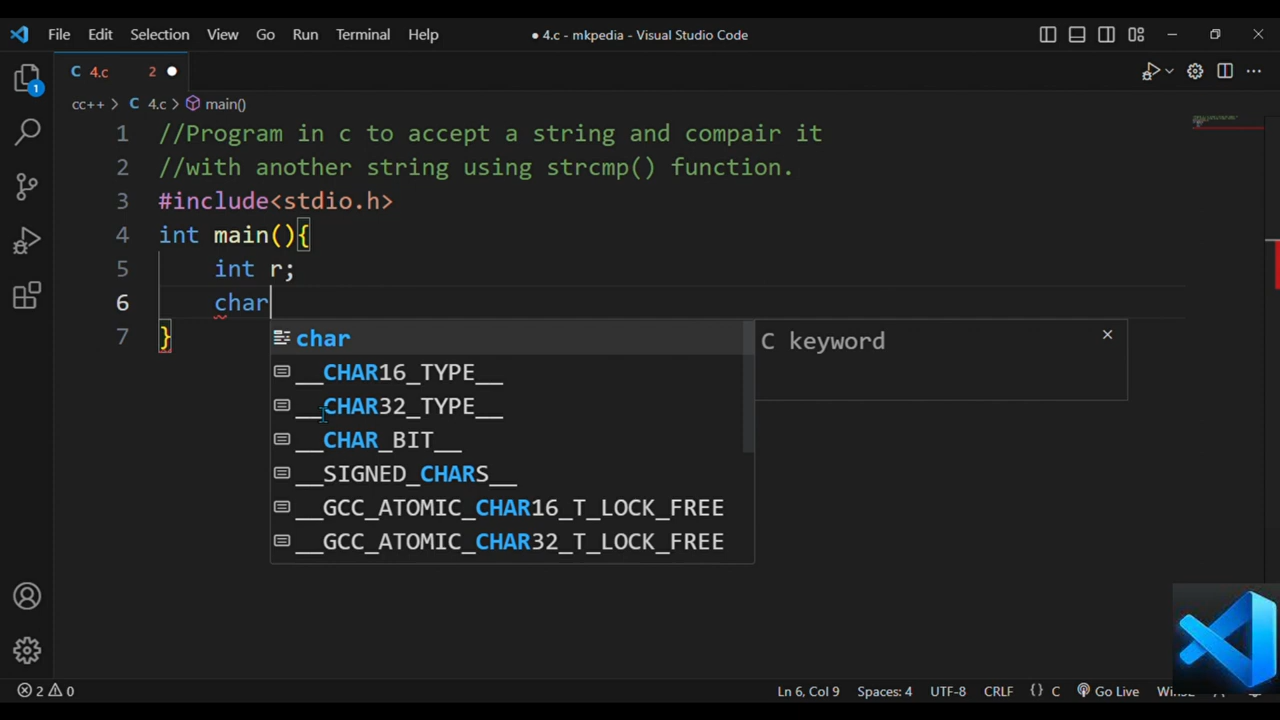 File Edit Selection View Go Run Terminal Help ● 4.c - mkpedia - Visual Studio Code
C 4.c 2
1
cc++ > C 4.c > main()
1 //Program in c to accept a string and compair it
2 //with another string using strcmp() function.
3 #include<stdio.h>
4 int main(){
5 int r;
6 char
7 }
char
C keyword
__CHAR16_TYPE__
__CHAR32_TYPE__
__CHAR_BIT__
__SIGNED_CHARS__
__GCC_ATOMIC_CHAR16_T_LOCK_FREE
__GCC_ATOMIC_CHAR32_T_LOCK_FREE
2 0 Ln 6, Col 9 Spaces: 4 UTF-8 CRLF {} C Go Live